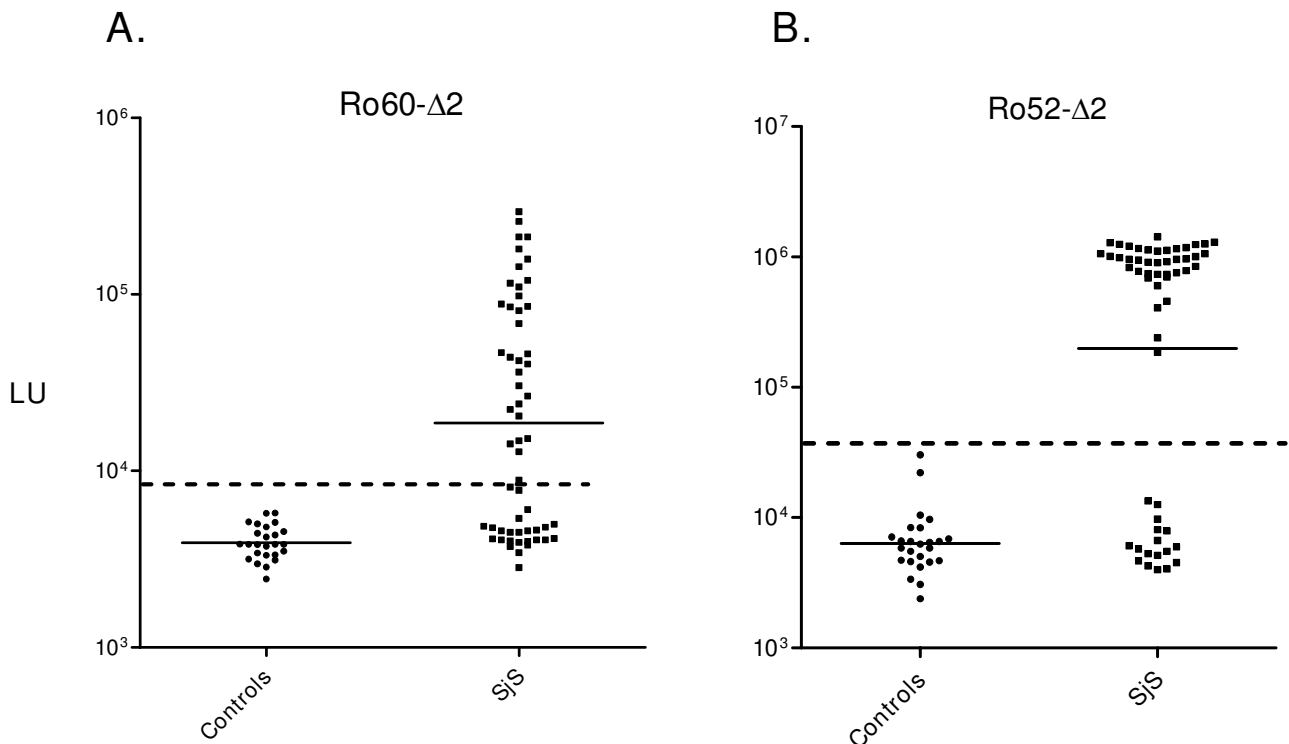 A.
Ro60-Δ2
10⁶
10⁵
LU
10⁴
10³
Controls
SjS
B.
Ro52-Δ2
10⁷
10⁶
10⁵
10⁴
10³
Controls
SjS